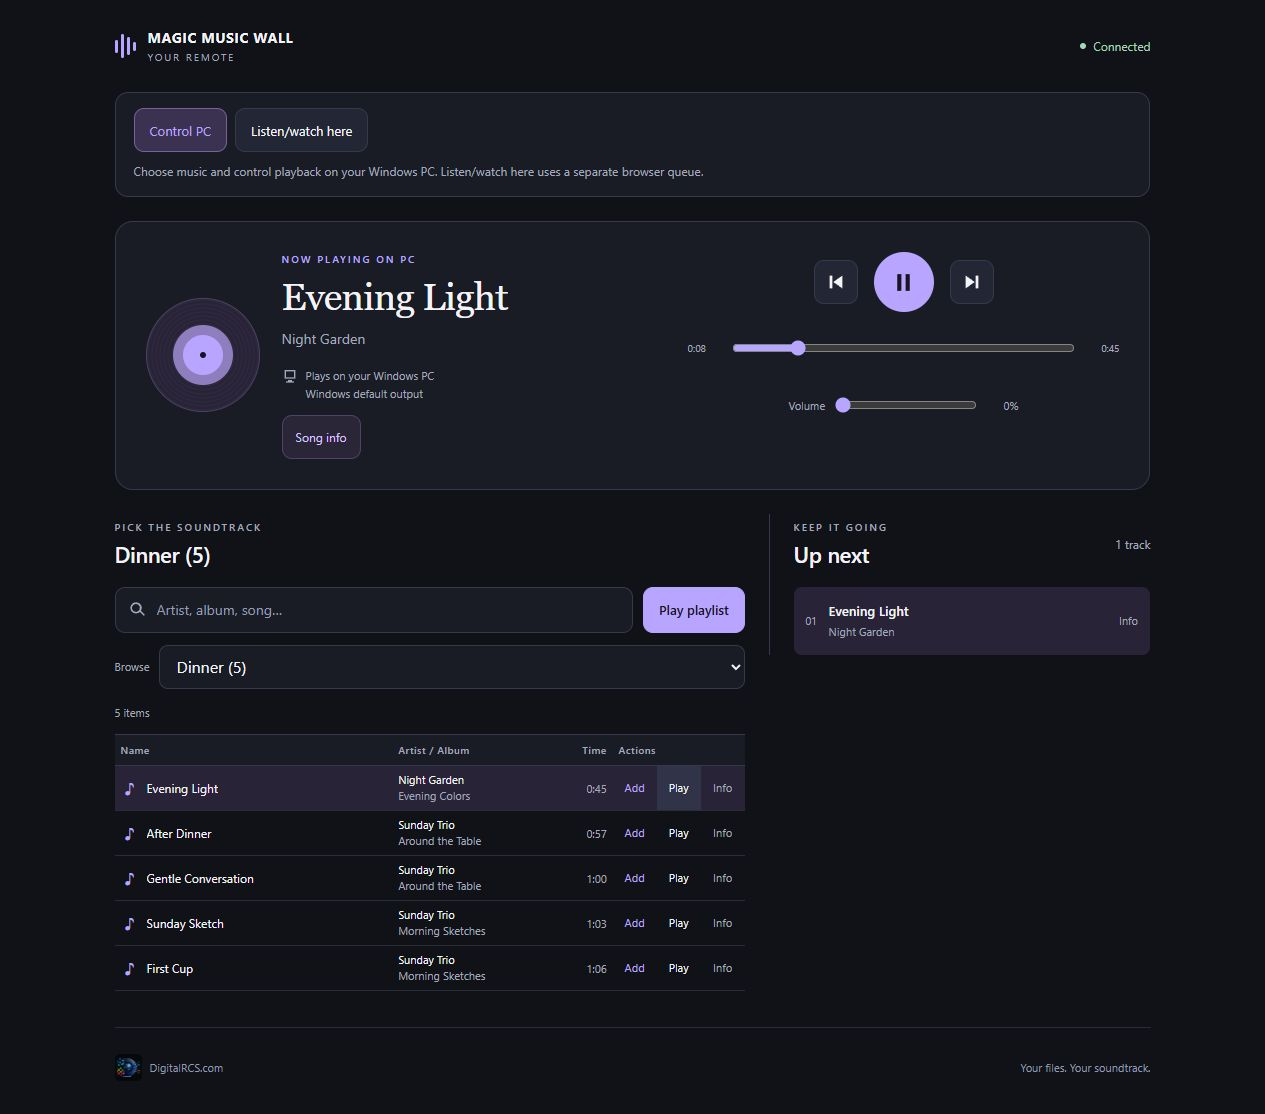 MAGIC MUSIC WALL
YOUR REMOTE
Connected
Control PC
Listen/watch here
Choose music and control playback on your Windows PC. Listen/watch here uses a separate browser queue.
NOW PLAYING ON PC
Evening Light
Night Garden
Plays on your Windows PC
Windows default output
Song info
0:08
0:45
Volume
0%
PICK THE SOUNDTRACK
Dinner (5)
Artist, album, song...
Play playlist
Browse
Dinner (5)
5 items
Name Artist / Album Time Actions
Evening Light Night Garden 0:45 Add Play Info
Evening Colors
After Dinner Sunday Trio 0:57 Add Play Info
Around the Table
Gentle Conversation Sunday Trio 1:00 Add Play Info
Around the Table
Sunday Sketch Sunday Trio 1:03 Add Play Info
Morning Sketches
First Cup Sunday Trio 1:06 Add Play Info
Morning Sketches
KEEP IT GOING
Up next
1 track
01 Evening Light Info
Night Garden
DigitalRCS.com
Your files. Your soundtrack.